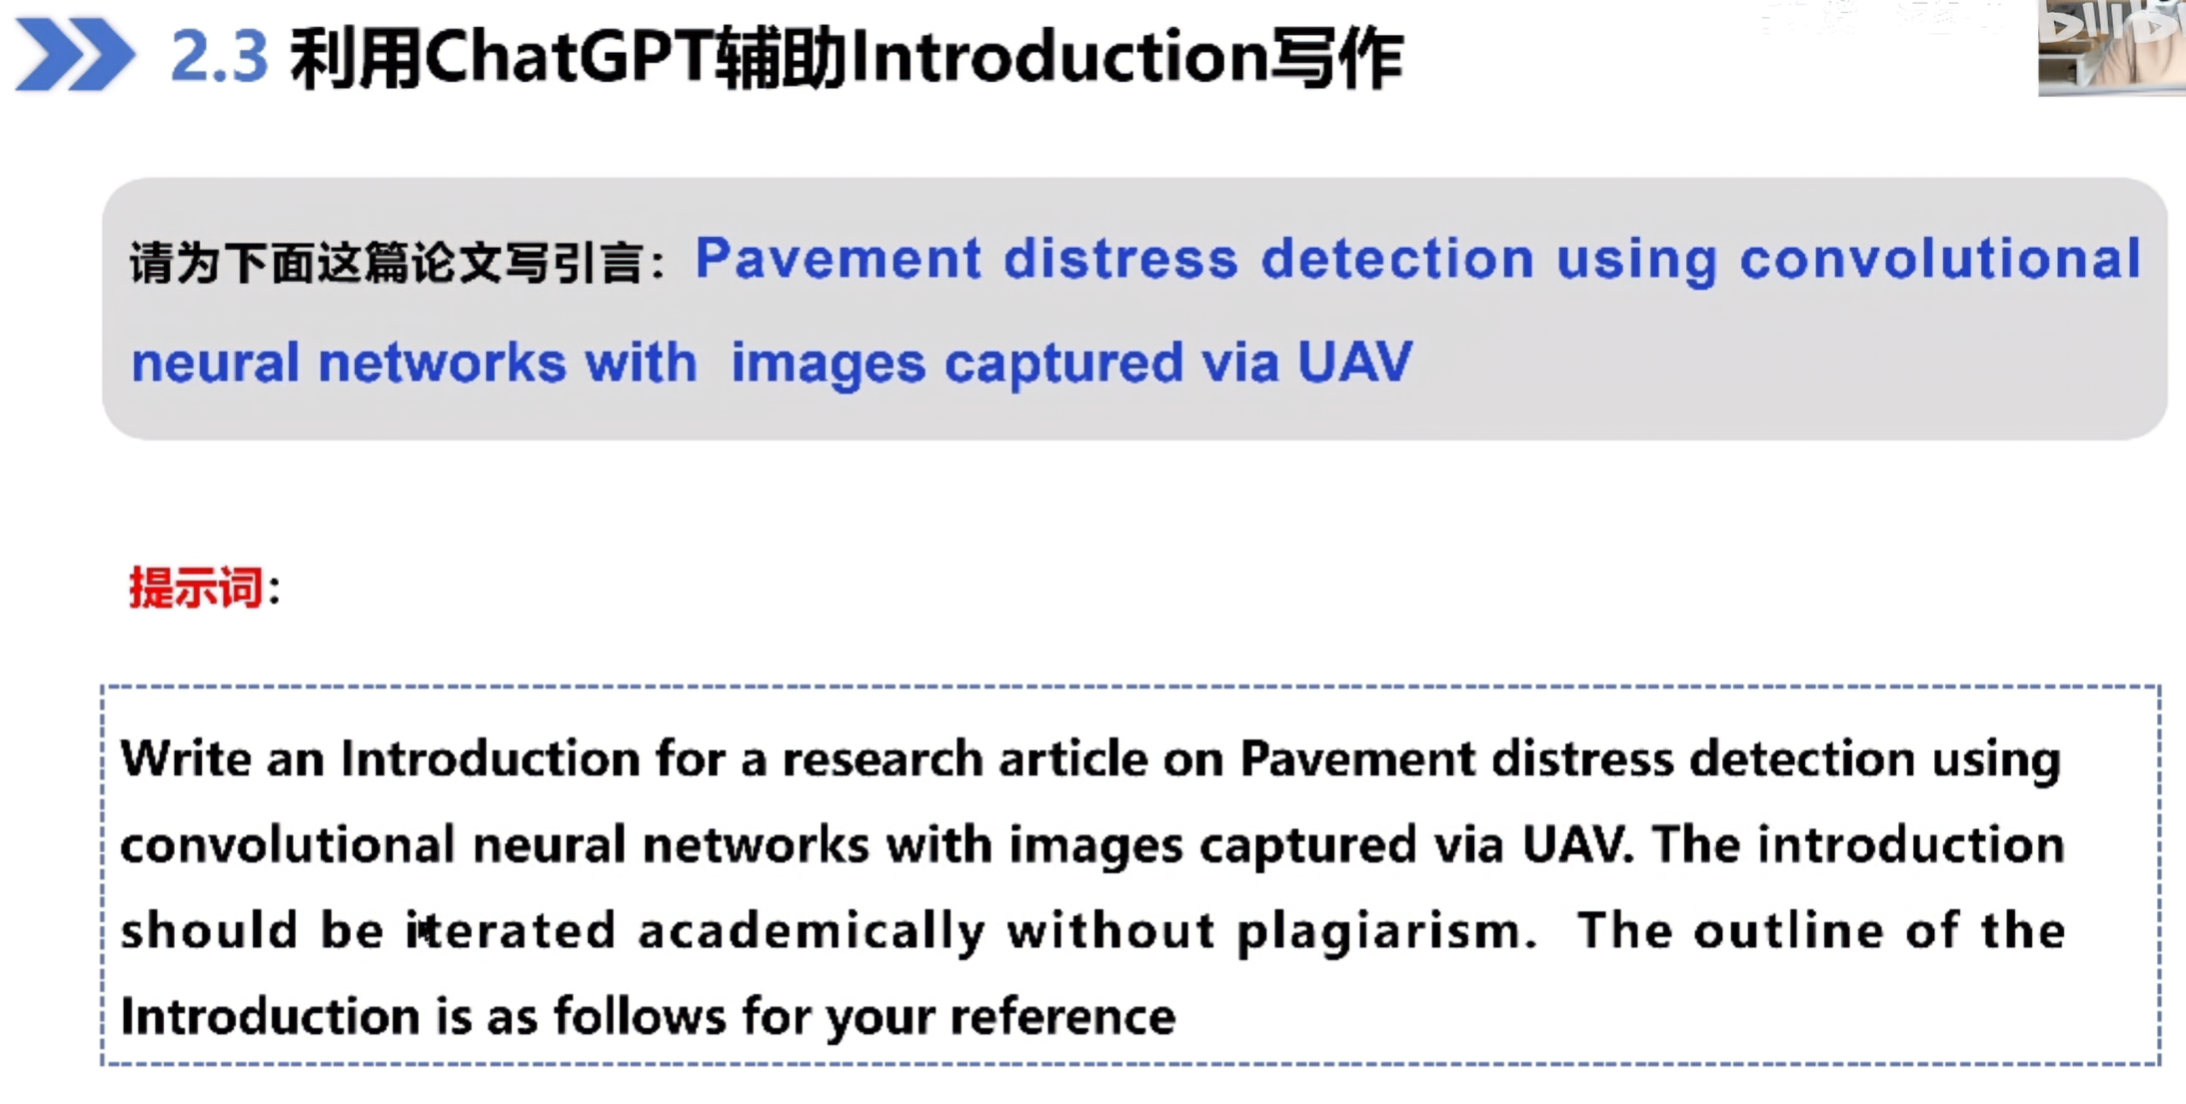 2.3 利用ChatGPT辅助Introduction写作
bilibili
请为下面这篇论文写引言：Pavement distress detection using convolutional
neural networks with images captured via UAV
提示词：
Write an Introduction for a research article on Pavement distress detection using
convolutional neural networks with images captured via UAV. The introduction
should be iterated academically without plagiarism. The outline of the
Introduction is as follows for your reference